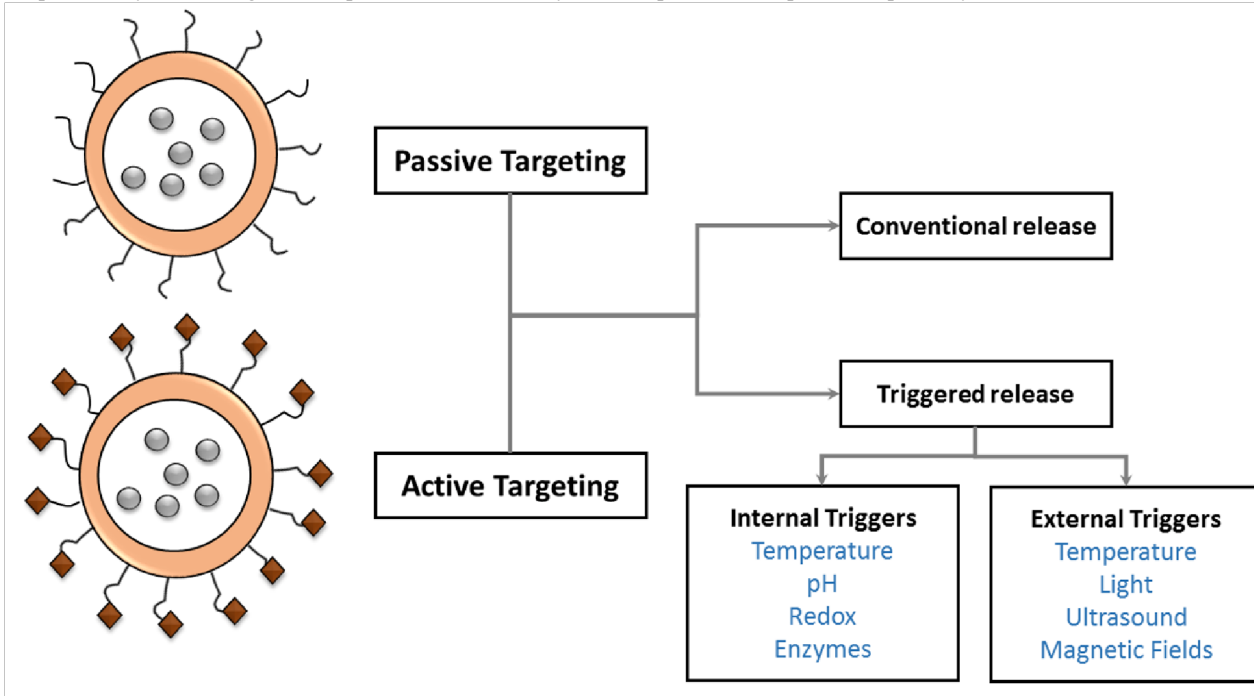 Passive Targeting
Conventional release
Triggered release
Active Targeting
Internal Triggers
Temperature
pH
Redox
Enzymes
External Triggers
Temperature
Light
Ultrasound
Magnetic Fields